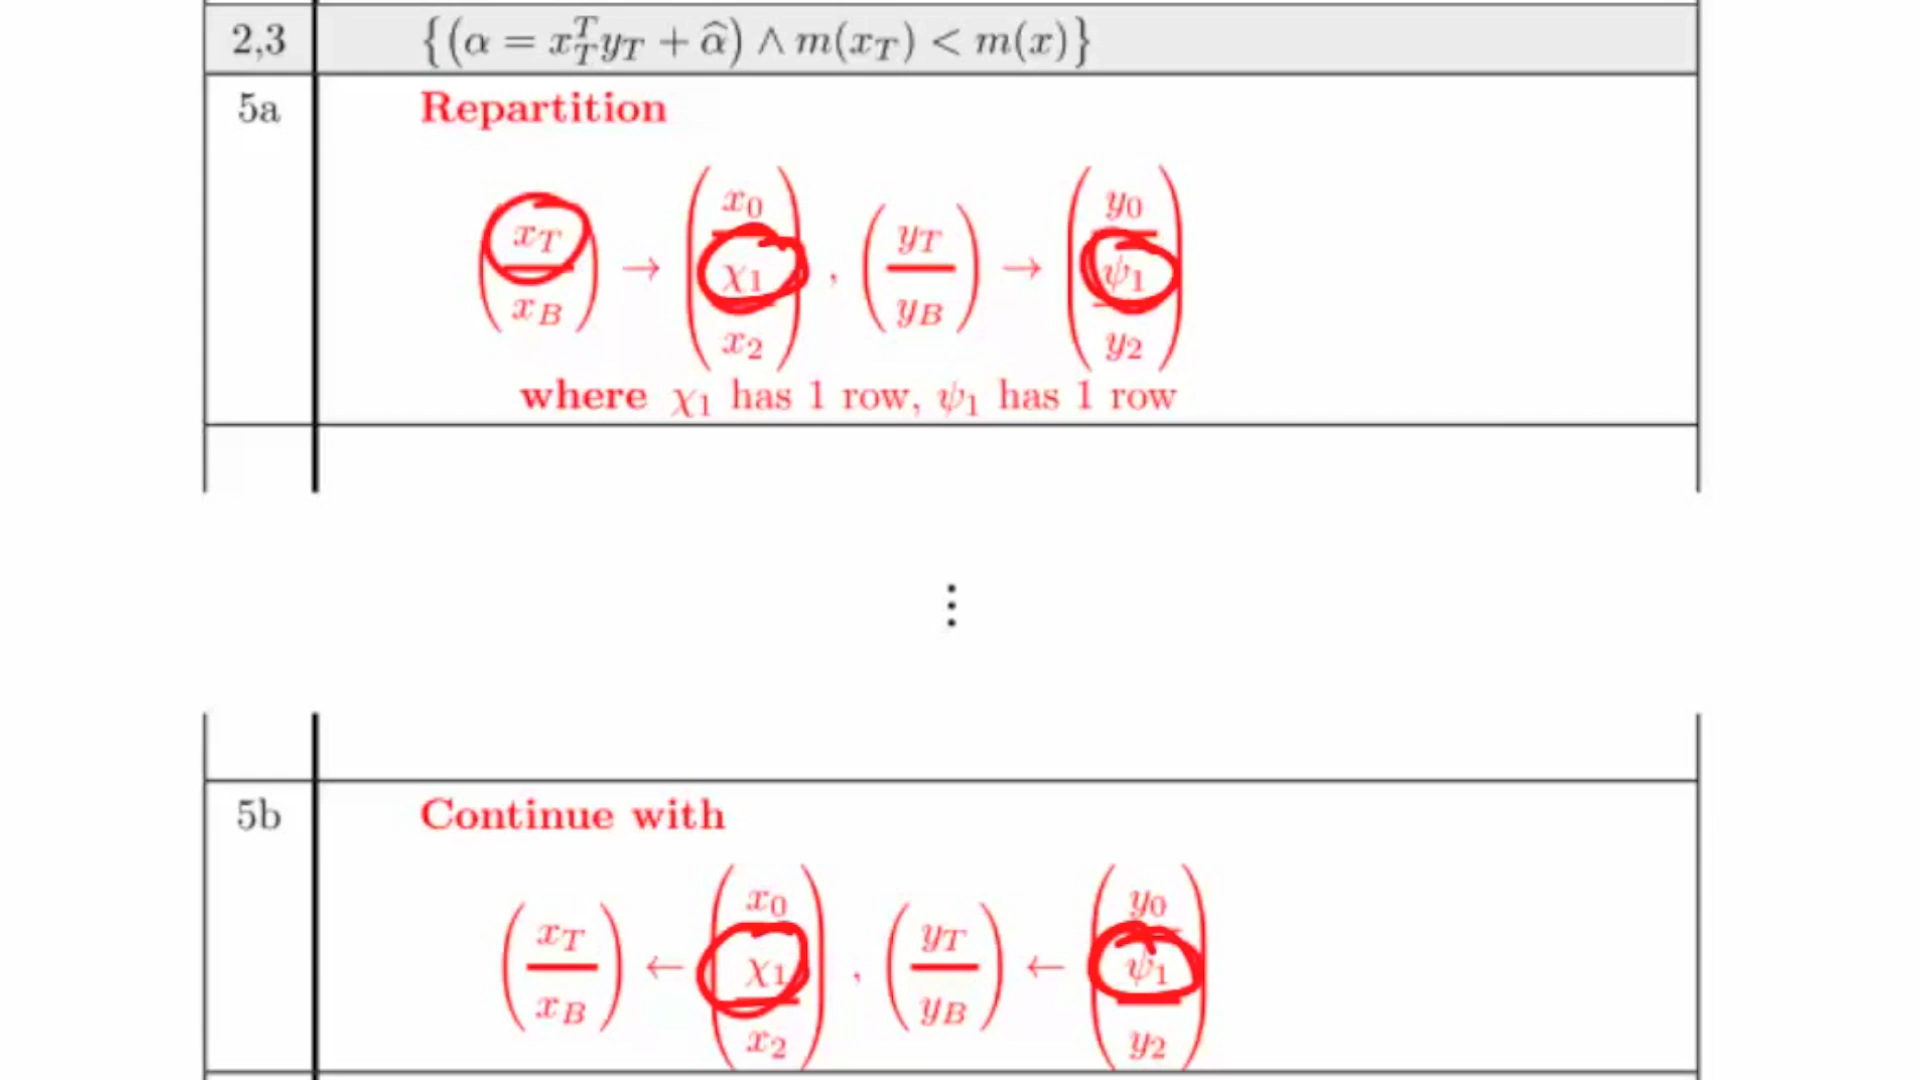 2,3 {(α = x_T^T y_T + α̂) ∧ m(x_T) < m(x)}
5a Repartition
(x_T / x_B) → (x_0 / χ_1 / x_2), (y_T / y_B) → (y_0 / ψ_1 / y_2)
where χ_1 has 1 row, ψ_1 has 1 row
⋮
5b Continue with
(x_T / x_B) ← (x_0 / χ_1 / x_2), (y_T / y_B) ← (y_0 / ψ_1 / y_2)